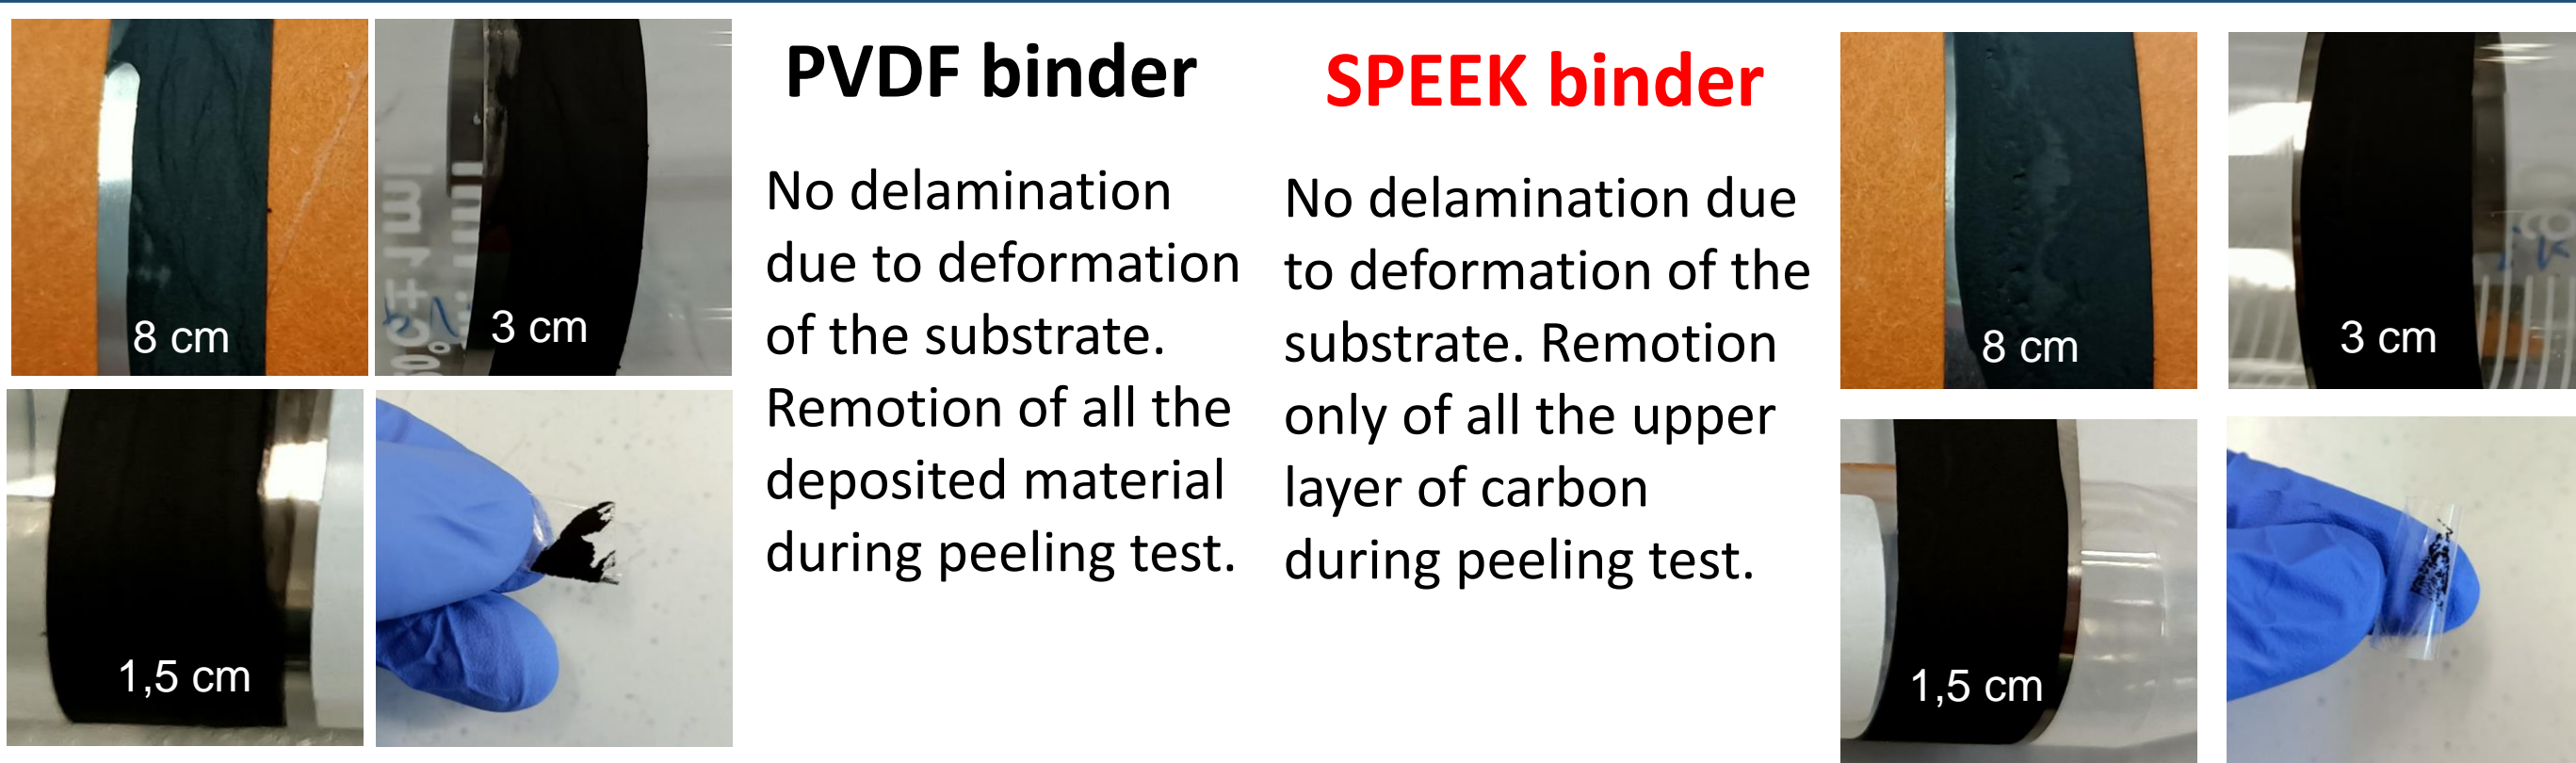 8 cm
3 cm
1,5 cm
PVDF binder
No delamination
due to deformation
of the substrate.
Remotion of all the
deposited material
during peeling test.
SPEEK binder
No delamination due
to deformation of the
substrate. Remotion
only of all the upper
layer of carbon
during peeling test.
8 cm
3 cm
1,5 cm